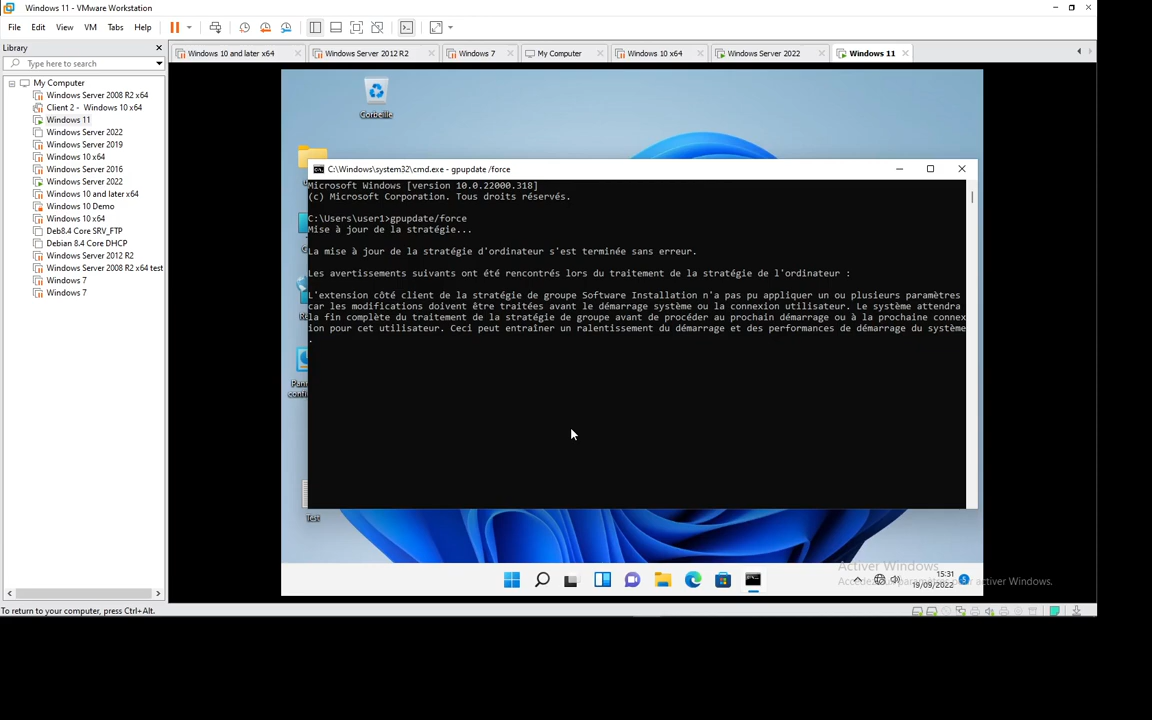 Windows 11 - VMware Workstation
File Edit View VM Tabs Help
Library
Type here to search
Windows 10 and later x64
Windows Server 2012 R2
Windows 7
My Computer
Windows 10 x64
Windows Server 2022
Windows 11
My Computer
Windows Server 2008 R2 x64
Client 2 - Windows 10 x64
Windows 11
Windows Server 2022
Windows Server 2019
Windows 10 x64
Windows Server 2016
Windows Server 2022
Windows 10 and later x64
Windows 10 Demo
Windows 10 x64
Deb8.4 Core SRV_FTP
Debian 8.4 Core DHCP
Windows Server 2012 R2
Windows Server 2008 R2 x64 test
Windows 7
Windows 7
Corbeille
C:\Windows\system32\cmd.exe - gpupdate /force
Microsoft Windows [version 10.0.22000.318]
(c) Microsoft Corporation. Tous droits réservés.
C:\Users\user1>gpupdate/force
Mise à jour de la stratégie...
La mise à jour de la stratégie d'ordinateur s'est terminée sans erreur.
Les avertissements suivants ont été rencontrés lors du traitement de la stratégie de l'ordinateur :
L'extension côté client de la stratégie de groupe Software Installation n'a pas pu appliquer un ou plusieurs paramètres
car les modifications doivent être traitées avant le démarrage système ou la connexion utilisateur. Le système attendra
la fin complète du traitement de la stratégie de groupe avant de procéder au prochain démarrage ou à la prochaine connex
ion pour cet utilisateur. Ceci peut entraîner un ralentissement du démarrage et des performances de démarrage du système
.
Test
Activer Windows
activer Windows.
15:31
19/09/2022
5
To return to your computer, press Ctrl+Alt.